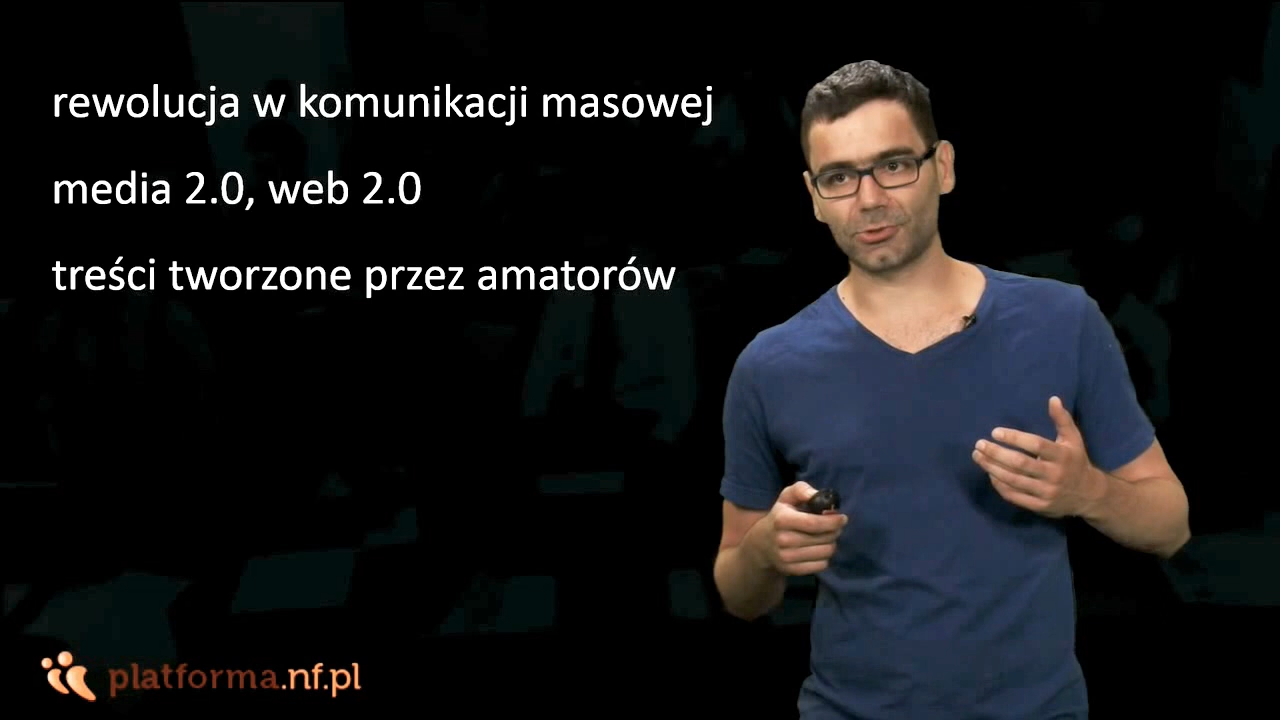 rewolucja w komunikacji masowej
media 2.0, web 2.0
treści tworzone przez amatorów
platforma.nf.pl